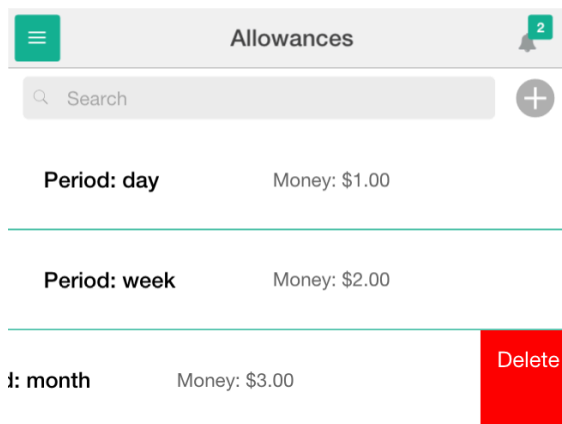 Allowances
2
Search
Period: day Money: $1.00
Period: week Money: $2.00
d: month Money: $3.00 Delete